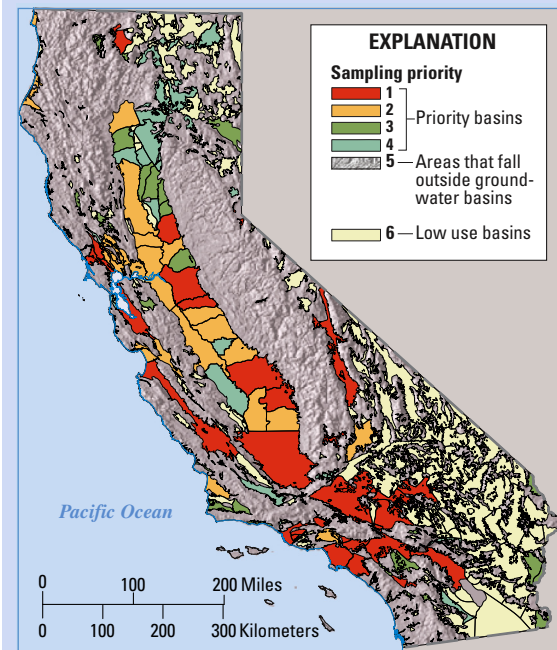 EXPLANATION
Sampling priority
1
2
3
4
Priority basins
5 — Areas that fall
outside ground-
water basins
6 — Low use basins
Pacific Ocean
0 100 200 Miles
0 100 200 300 Kilometers